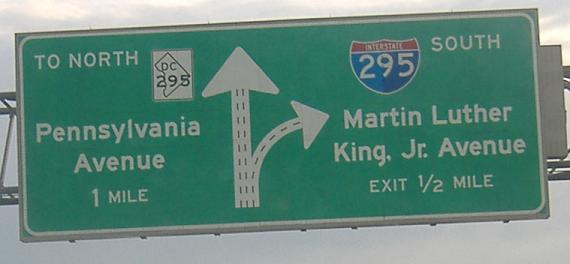 TO NORTH
DC
295
Pennsylvania
Avenue
1 MILE
INTERSTATE
295
SOUTH
Martin Luther
King, Jr. Avenue
EXIT 1/2 MILE